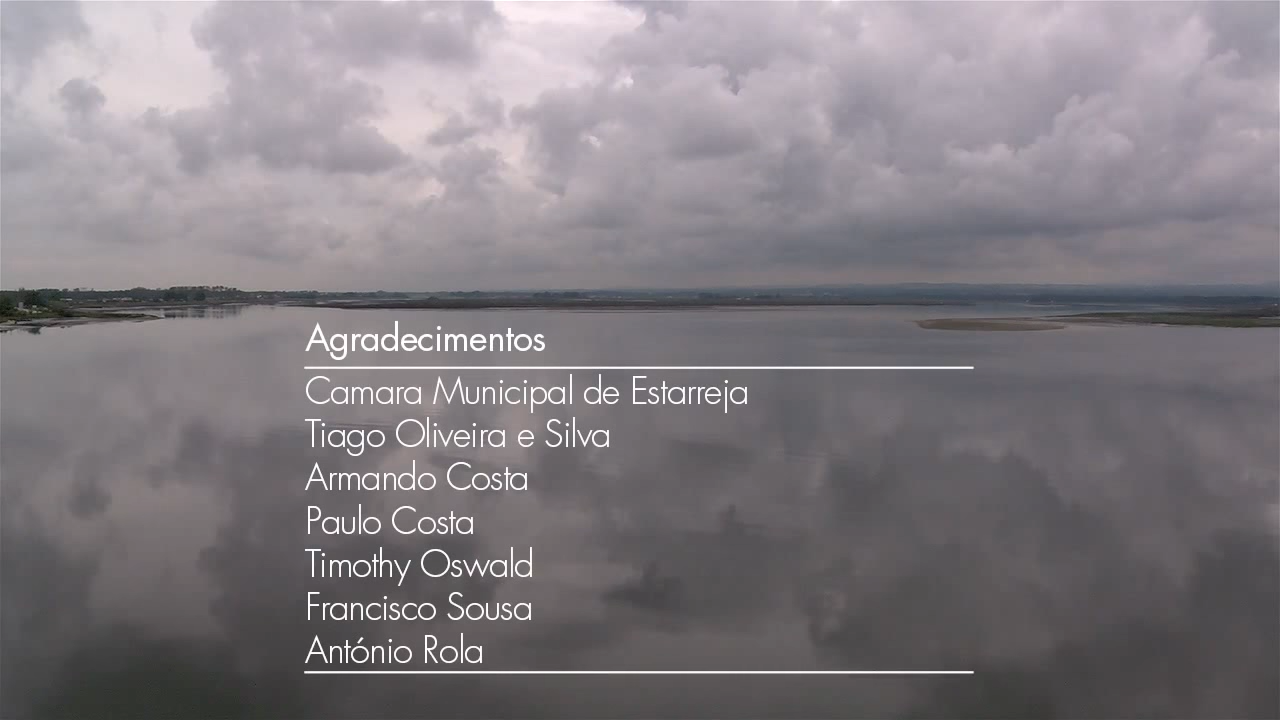 Agradecimentos
Camara Municipal de Estarreja
Tiago Oliveira e Silva
Armando Costa
Paulo Costa
Timothy Oswald
Francisco Sousa
António Rola